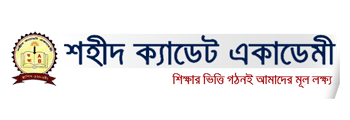 শহীদ ক্যাডেট একাডেমী
শিক্ষার ভিত্তি গঠনই আমাদের মূল লক্ষ্য